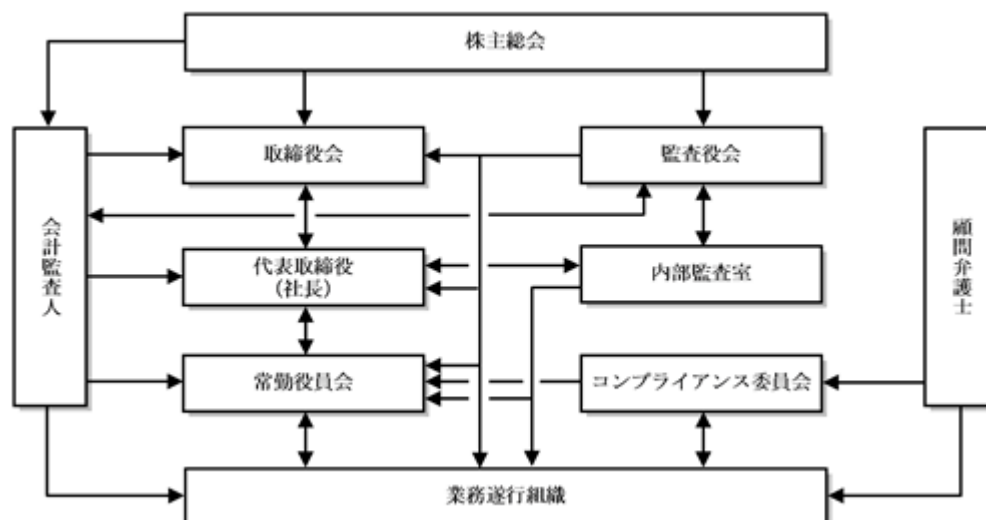 株主総会
取締役会
監査役会
会計監査人
顧問弁護士
代表取締役
（社長）
内部監査室
常勤役員会
コンプライアンス委員会
業務遂行組織